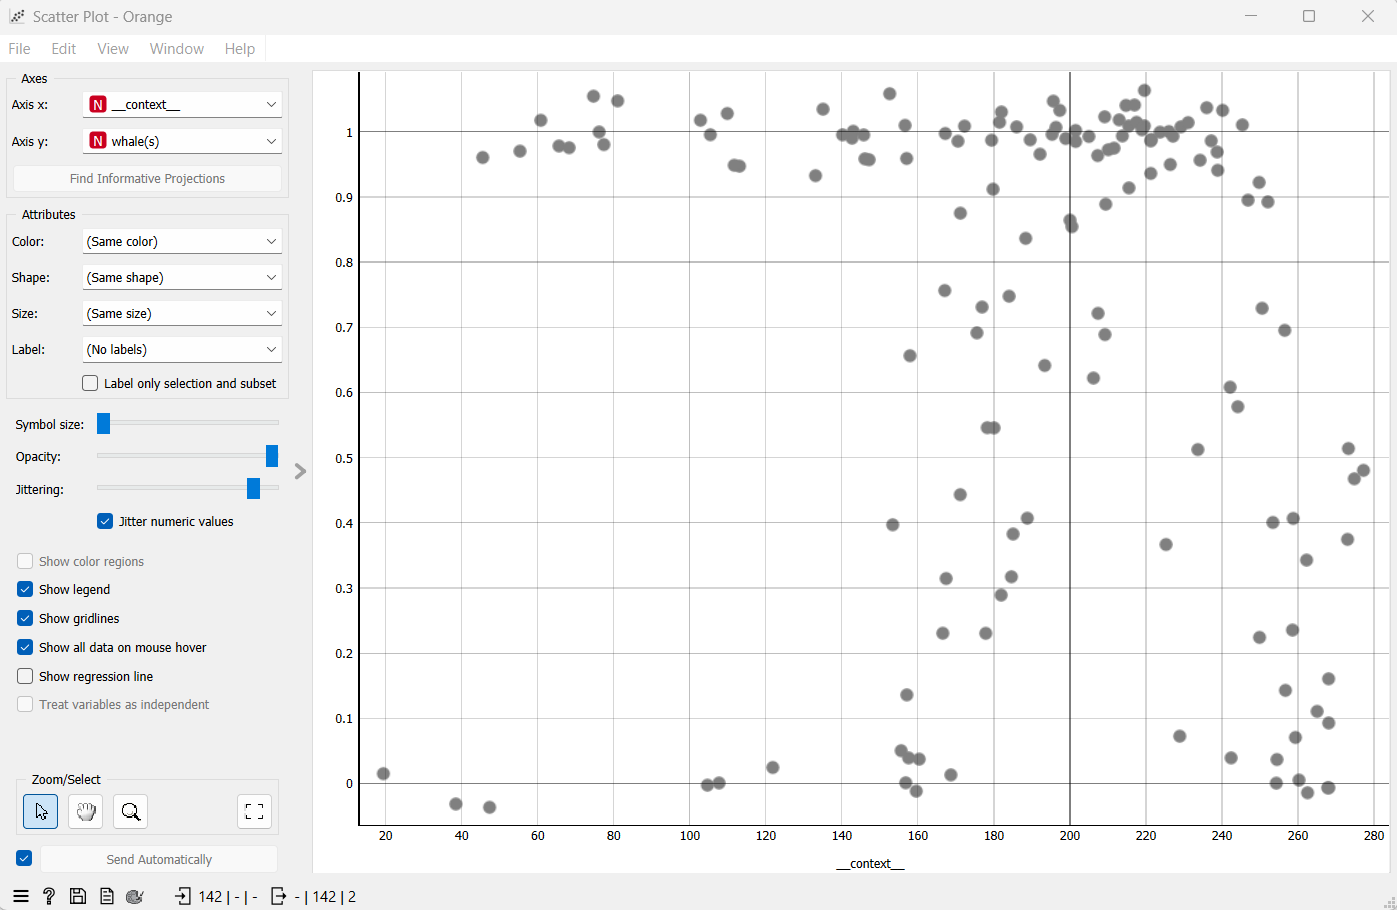 Scatter Plot - Orange
File Edit View Window Help
Axes
Axis x: N __context__
Axis y: N whale(s)
Find Informative Projections
Attributes
Color: (Same color)
Shape: (Same shape)
Size: (Same size)
Label: (No labels)
Label only selection and subset
Symbol size:
Opacity:
Jittering:
Jitter numeric values
Show color regions
Show legend
Show gridlines
Show all data on mouse hover
Show regression line
Treat variables as independent
Zoom/Select
Send Automatically
1
0.9
0.8
0.7
0.6
0.5
0.4
0.3
0.2
0.1
0
20 40 60 80 100 120 140 160 180 200 220 240 260 280
__context__
? 142 | - | - - | 142 | 2